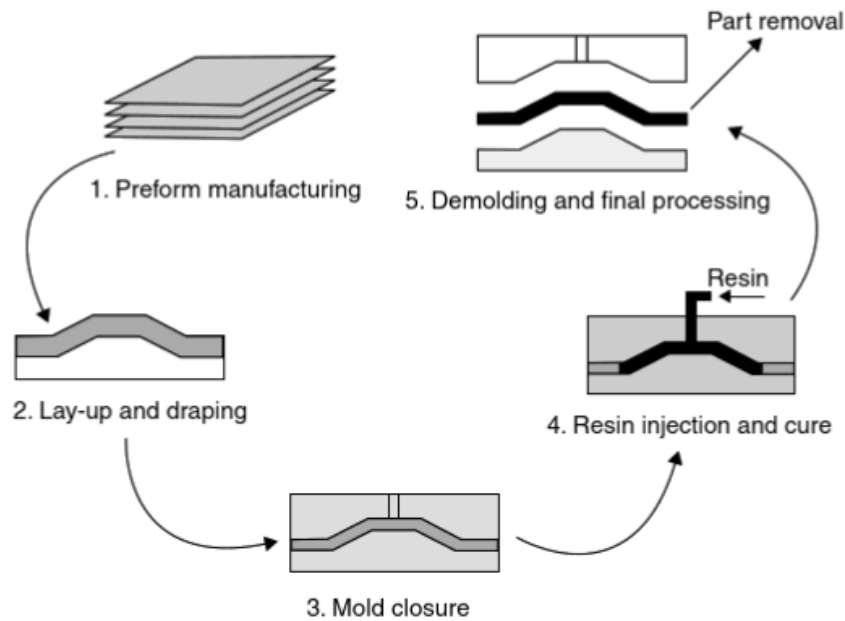 1. Preform manufacturing
2. Lay-up and draping
3. Mold closure
Resin
4. Resin injection and cure
Part removal
5. Demolding and final processing